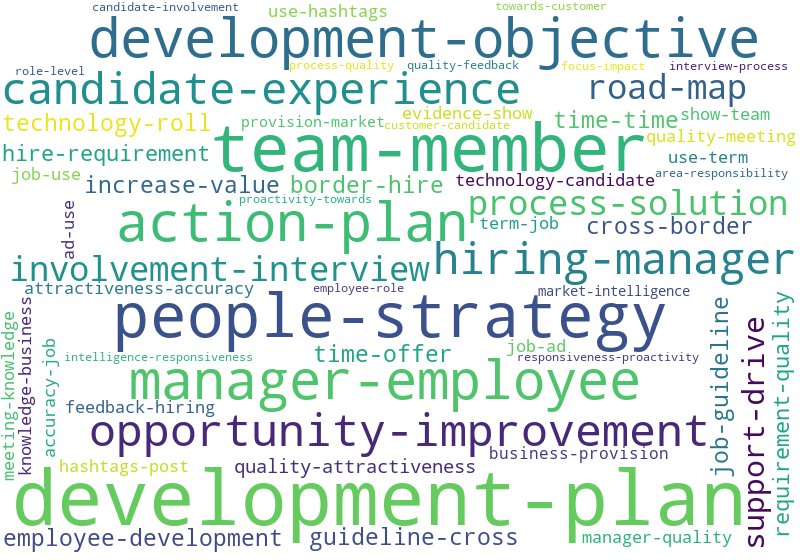 candidate-involvement
use-hashtags
towards-customer
development-objective
process-quality
quality-feedback
focus-impact
interview-process
role-level
candidate-experience
road-map
technology-roll
provision-market
evidence-show
customer-candidate
time-time
show-team
quality-meeting
hire-requirement
team-member
use-term
job-use
increase-value
border-hire
technology-candidate
area-responsibility
ad-use
proactivity-towards
action-plan
process-solution
term-job
cross-border
involvement-interview
hiring-manager
attractiveness-accuracy
employee-role
market-intelligence
people-strategy
meeting-knowledge
knowledge-business
accuracy-job
intelligence-responsiveness
time-offer
job-ad
responsiveness-proactivity
job-guideline
support-drive
requirement-quality
manager-employee
feedback-hiring
opportunity-improvement
business-provision
hashtags-post
quality-attractiveness
development-plan
employee-development
guideline-cross
manager-quality